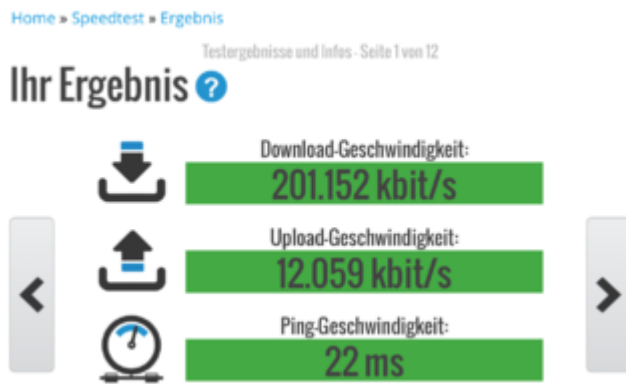 Home » Speedtest » Ergebnis
Testergebnisse und Infos - Seite 1 von 12
Ihr Ergebnis ?
Download-Geschwindigkeit:
201.152 kbit/s
Upload-Geschwindigkeit:
12.059 kbit/s
Ping-Geschwindigkeit:
22 ms